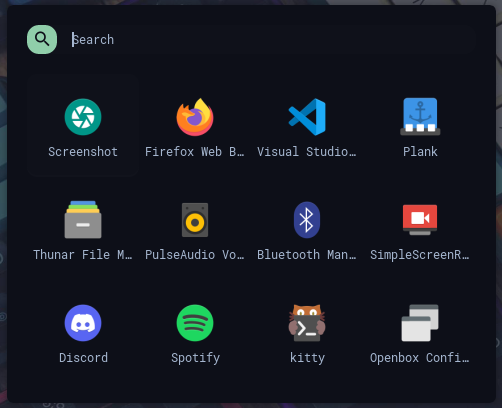 Search
Screenshot
Firefox Web B…
Visual Studio…
Plank
Thunar File M…
PulseAudio Vo…
Bluetooth Man…
SimpleScreenR…
Discord
Spotify
kitty
Openbox Confi…